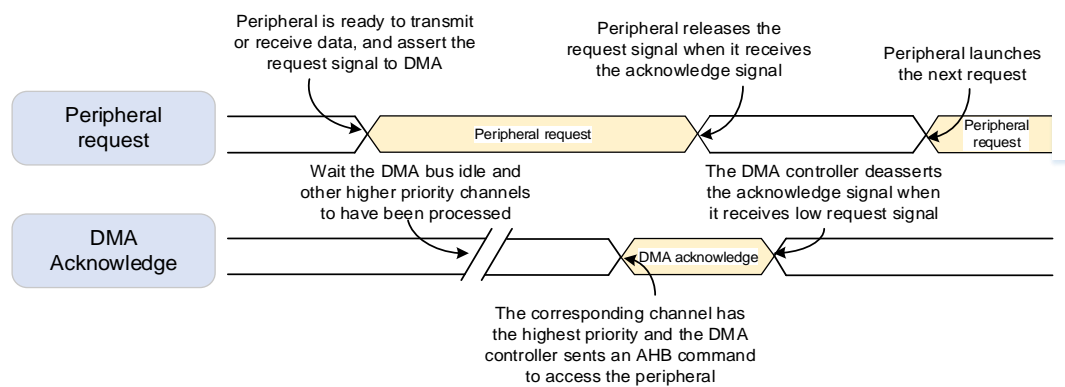 Peripheral is ready to transmit
or receive data, and assert the
request signal to DMA
Peripheral releases the
request signal when it receives
the acknowledge signal
Peripheral launches
the next request
Peripheral
request
Peripheral request
Peripheral
request
Wait the DMA bus idle and
other higher priority channels
to have been processed
The DMA controller deasserts
the acknowledge signal when
it receives low request signal
DMA
Acknowledge
DMA acknowledge
The corresponding channel has
the highest priority and the DMA
controller sents an AHB command
to access the peripheral